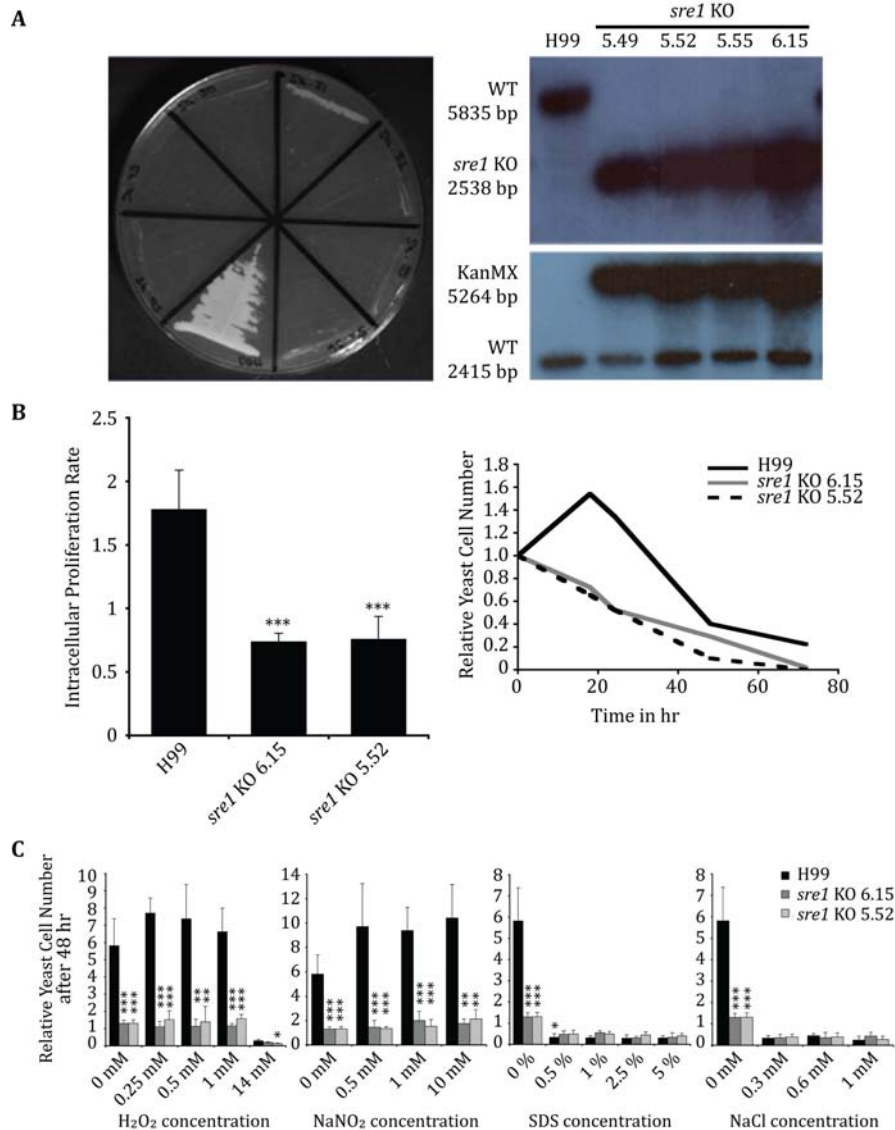 A
sre1 KO
H99 5.49 5.52 5.55 6.15
WT
5835 bp
sre1 KO
2538 bp
KanMX
5264 bp
WT
2415 bp
B
Intracellular Proliferation Rate
2.5
2
1.5
1
0.5
0
***
***
H99
sre1 KO 6.15
sre1 KO 5.52
Relative Yeast Cell Number
1.8
1.6
1.4
1.2
1.0
0.8
0.6
0.4
0.2
0
H99
sre1 KO 6.15
sre1 KO 5.52
0 20 40 60 80
Time in hr
C
Relative Yeast Cell Number
after 48 hr
10
9
8
7
6
5
4
3
2
1
0
*** *** *** *** ** ** *** *** *
0 mM 0.25 mM 0.5 mM 1 mM 14 mM
H₂O₂ concentration
14
12
10
8
6
4
2
0
*** *** *** *** *** *** ** **
0 mM 0.5 mM 1 mM 10 mM
NaNO₂ concentration
8
7
6
5
4
3
2
1
0
*** *** *
0 % 0.5 % 1 % 2.5 % 5 %
SDS concentration
8
7
6
5
4
3
2
1
0
*** ***
0 mM 0.3 mM 0.6 mM 1 mM
NaCl concentration
H99
sre1 KO 6.15
sre1 KO 5.52